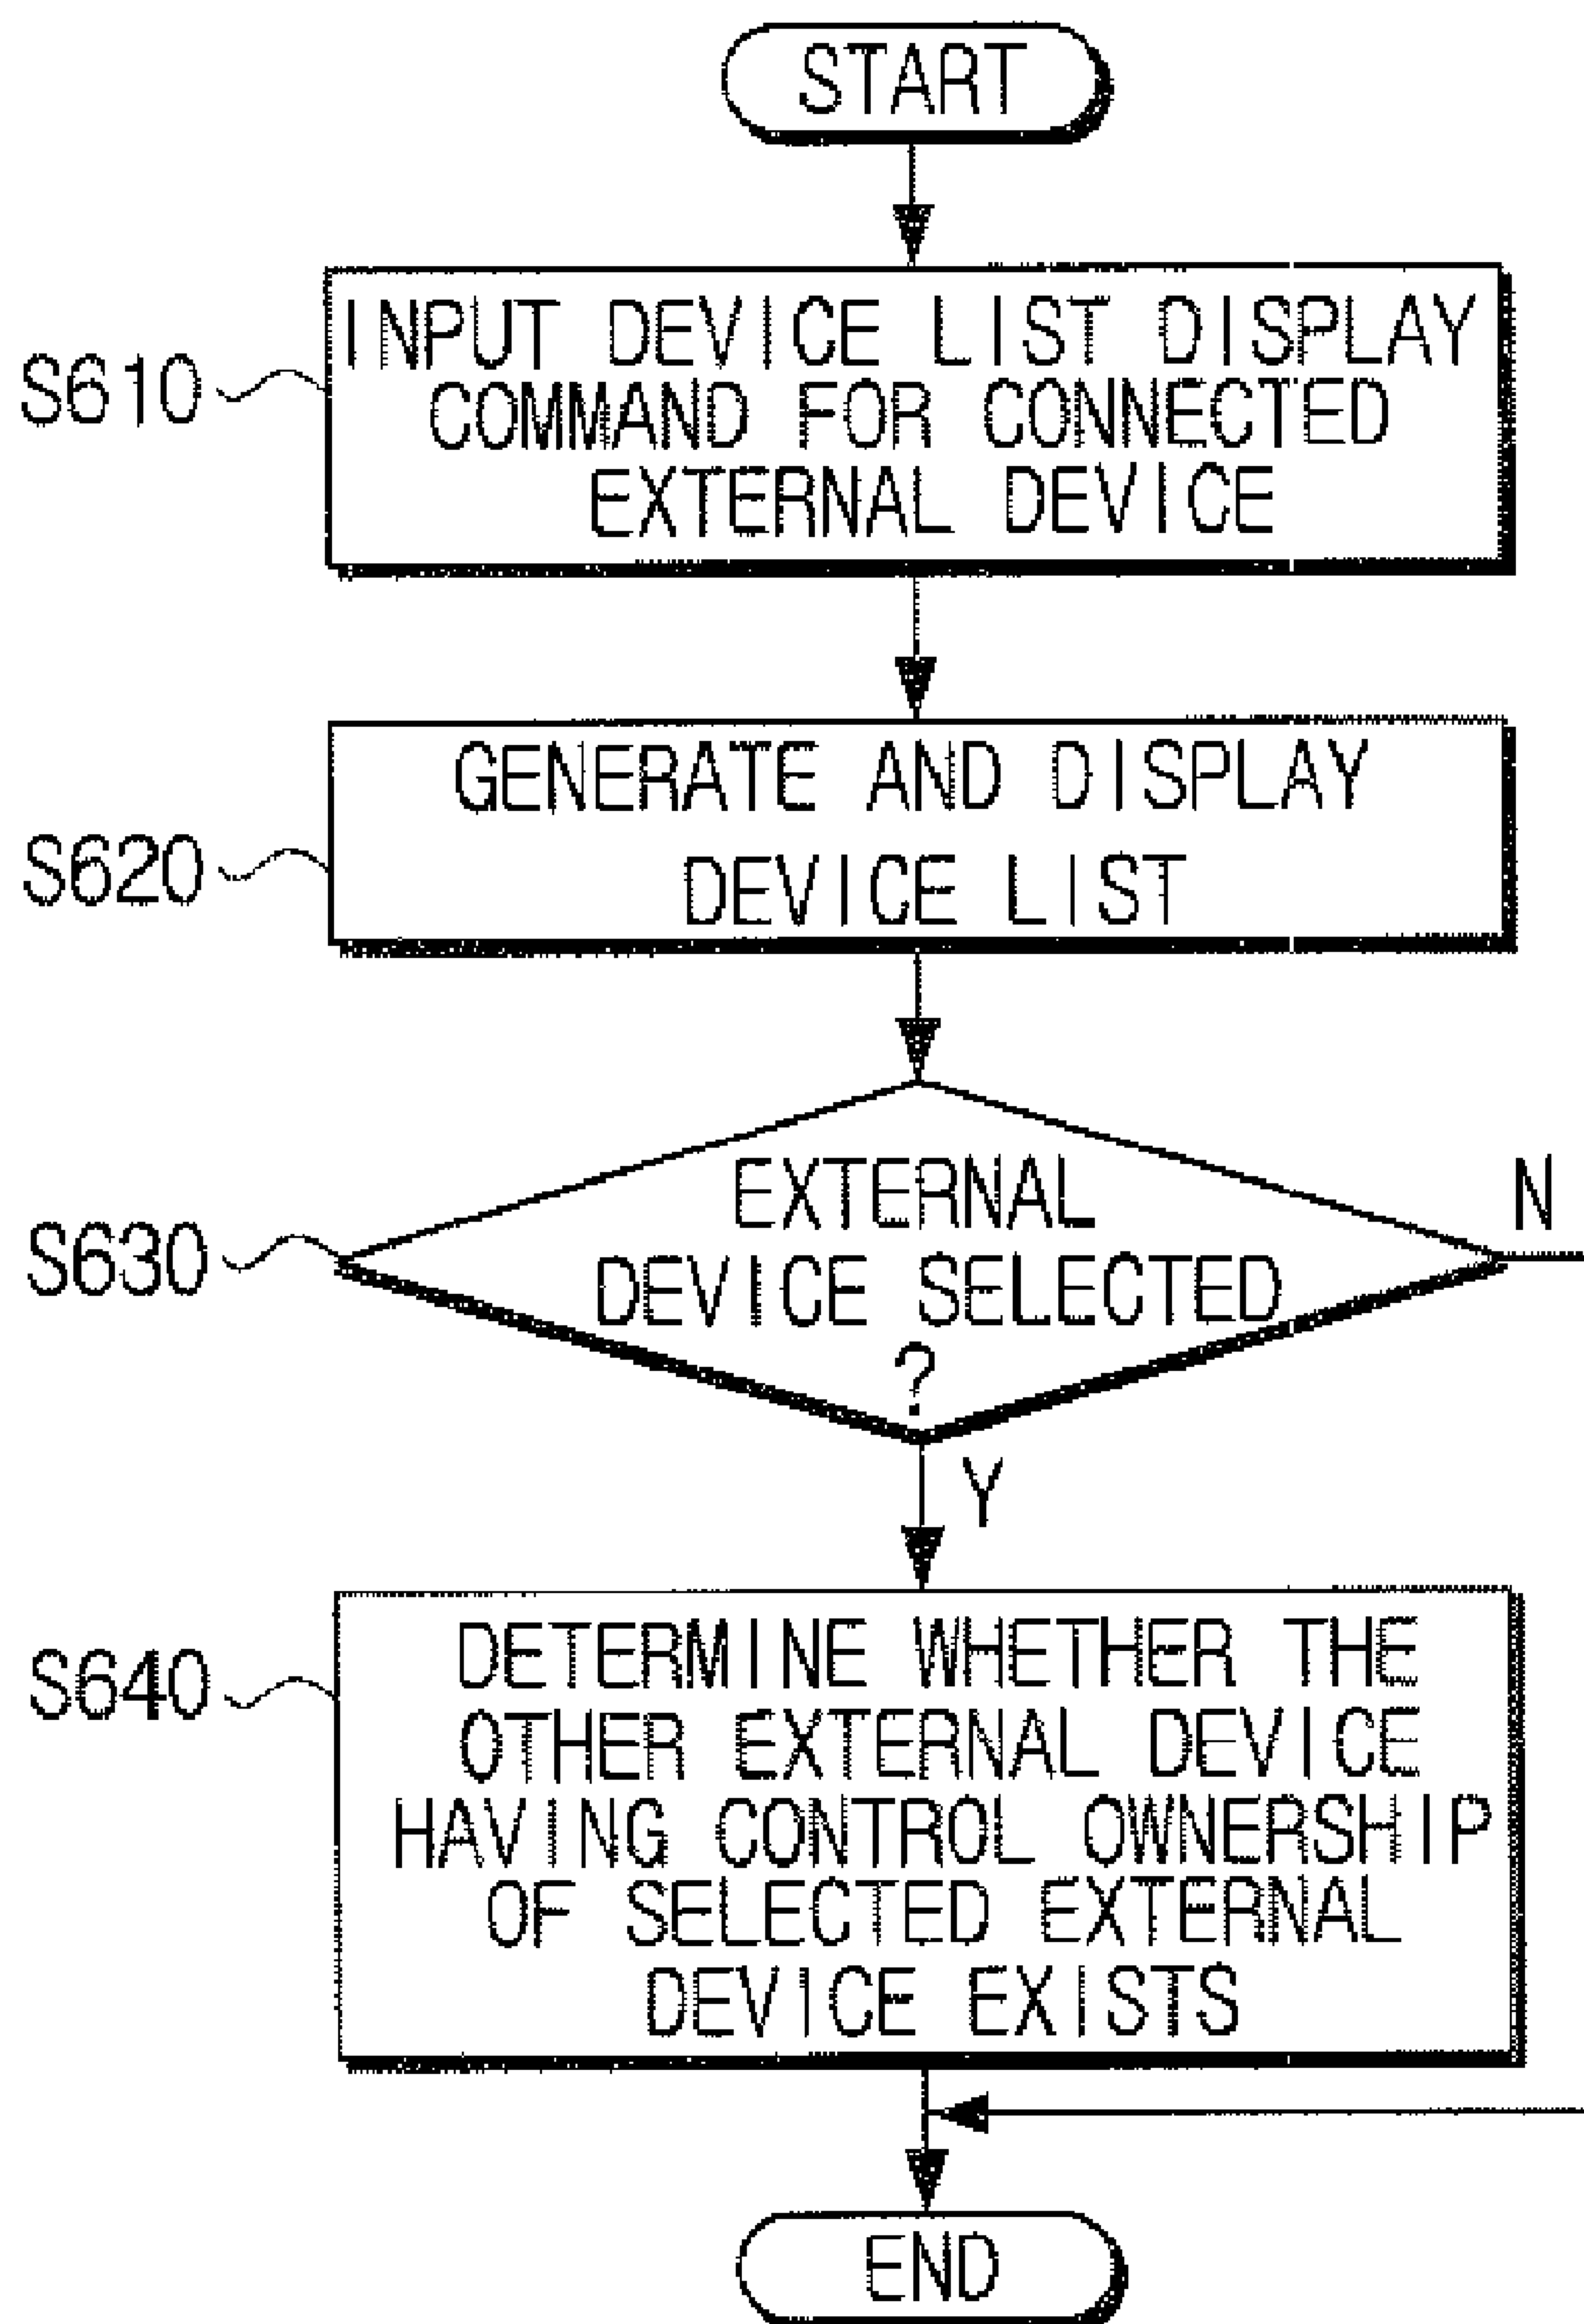 START
S610
INPUT DEVICE LIST DISPLAY
COMMAND FOR CONNECTED
EXTERNAL DEVICE
S620
GENERATE AND DISPLAY
DEVICE LIST
S630
EXTERNAL
DEVICE SELECTED
?
N
Y
S640
DETERMINE WHETHER THE
OTHER EXTERNAL DEVICE
HAVING CONTROL OWNERSHIP
OF SELECTED EXTERNAL
DEVICE EXISTS
END